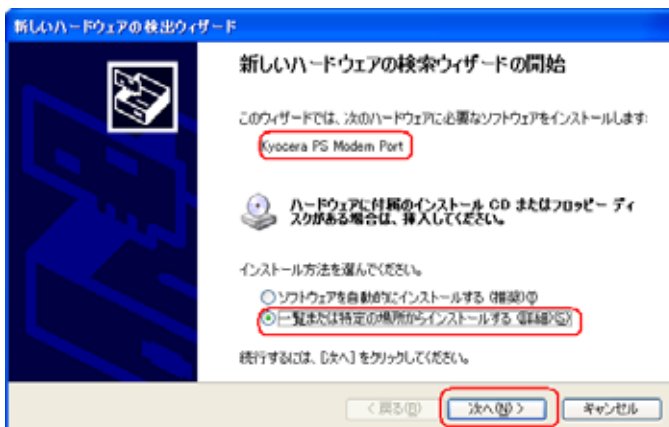 新しいハードウェアの検出ウィザード
新しいハードウェアの検索ウィザードの開始
このウィザードでは、次のハードウェアに必要なソフトウェアをインストールします:
Kyocera PS Modem Port
ハードウェアに付属のインストール CD またはフロッピー ディ
スクがある場合は、挿入してください。
インストール方法を選んでください。
ソフトウェアを自動的にインストールする (推奨)(I)
一覧または特定の場所からインストールする (詳細)(S)
続行するには、[次へ] をクリックしてください。
< 戻る(B)
次へ(N) >
キャンセル